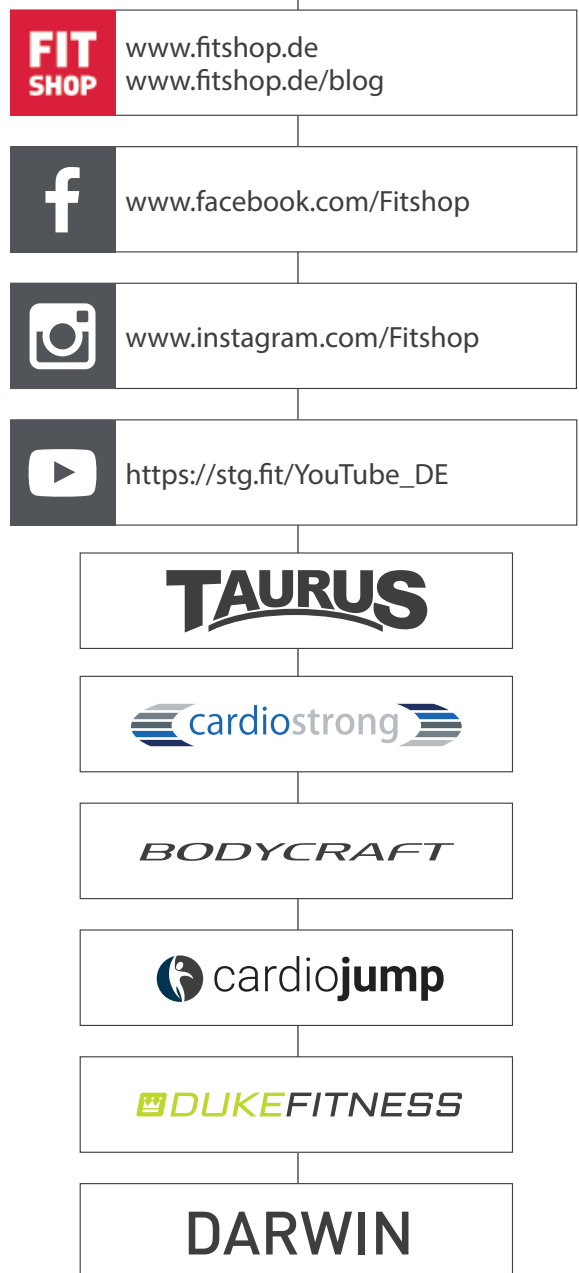 FIT
SHOP
www.fitshop.de
www.fitshop.de/blog
f
www.facebook.com/Fitshop
www.instagram.com/Fitshop
https://stg.fit/YouTube_DE
TAURUS
cardiostrong
BODYCRAFT
cardiojump
DUKEFITNESS
DARWIN